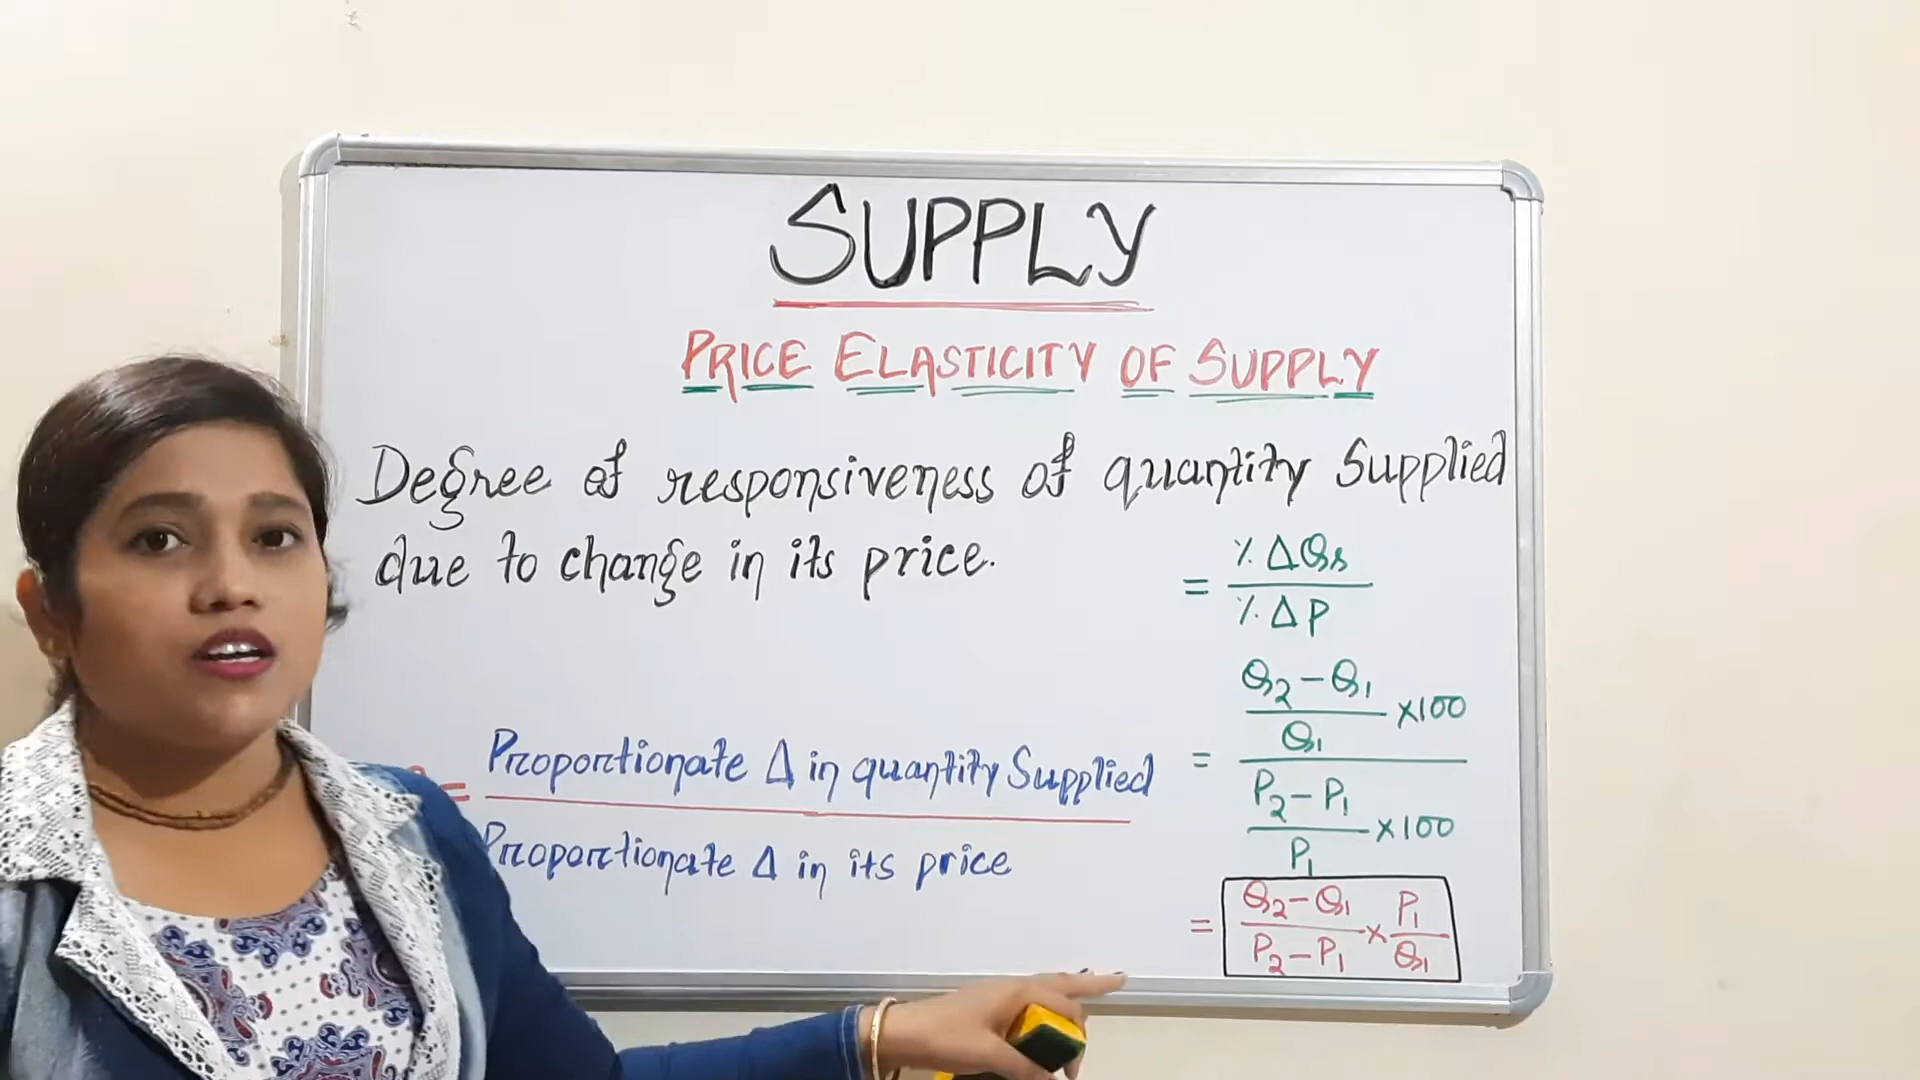 SUPPLY
PRICE ELASTICITY OF SUPPLY
Degree of responsiveness of quantity Supplied
due to change in its price.
= % ΔQs
% ΔP
Q2 - Q1
Q1 ×100
=
P2 - P1
P1 ×100
= Proportionate Δ in quantity Supplied
Proportionate Δ in its price
= Q2 - Q1 × P1
P2 - P1 Q1